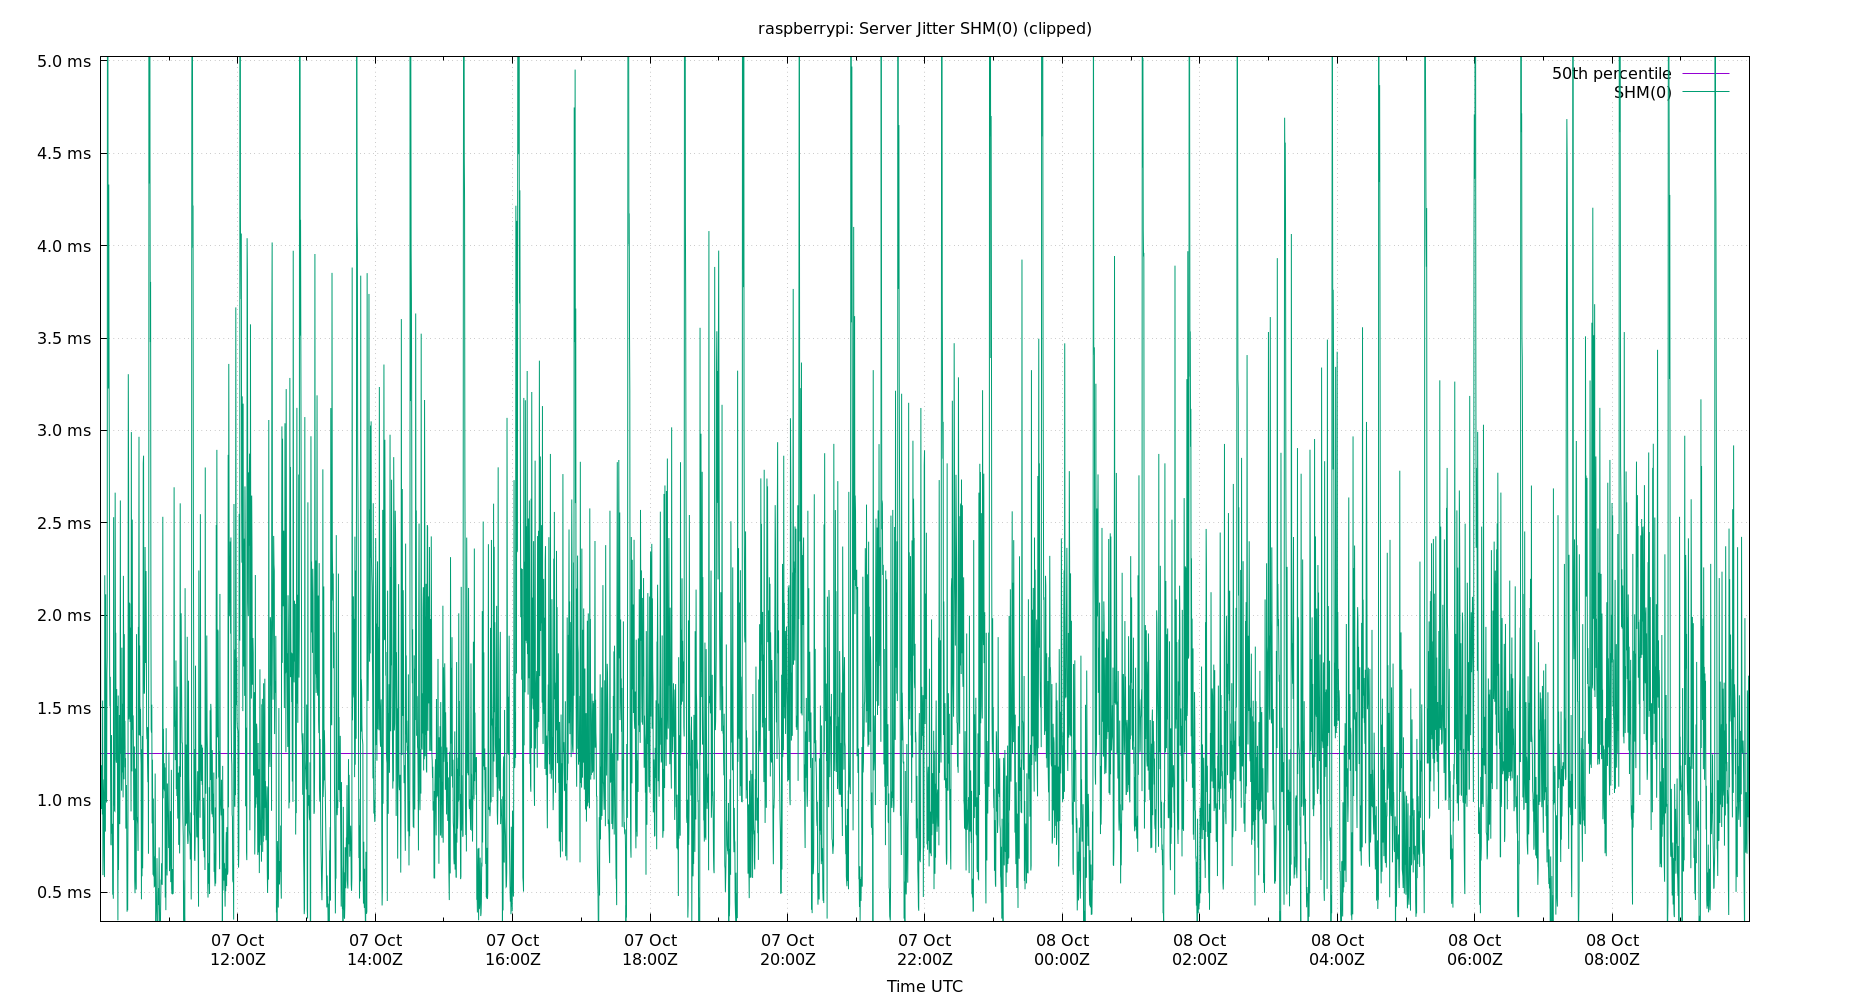 raspberrypi: Server Jitter SHM(0) (clipped)
5.0 ms
50th percentile
SHM(0)
4.5 ms
4.0 ms
3.5 ms
3.0 ms
2.5 ms
2.0 ms
1.5 ms
1.0 ms
0.5 ms
07 Oct 07 Oct 07 Oct 07 Oct 07 Oct 07 Oct 08 Oct 08 Oct 08 Oct 08 Oct 08 Oct
12:00Z 14:00Z 16:00Z 18:00Z 20:00Z 22:00Z 00:00Z 02:00Z 04:00Z 06:00Z 08:00Z
Time UTC